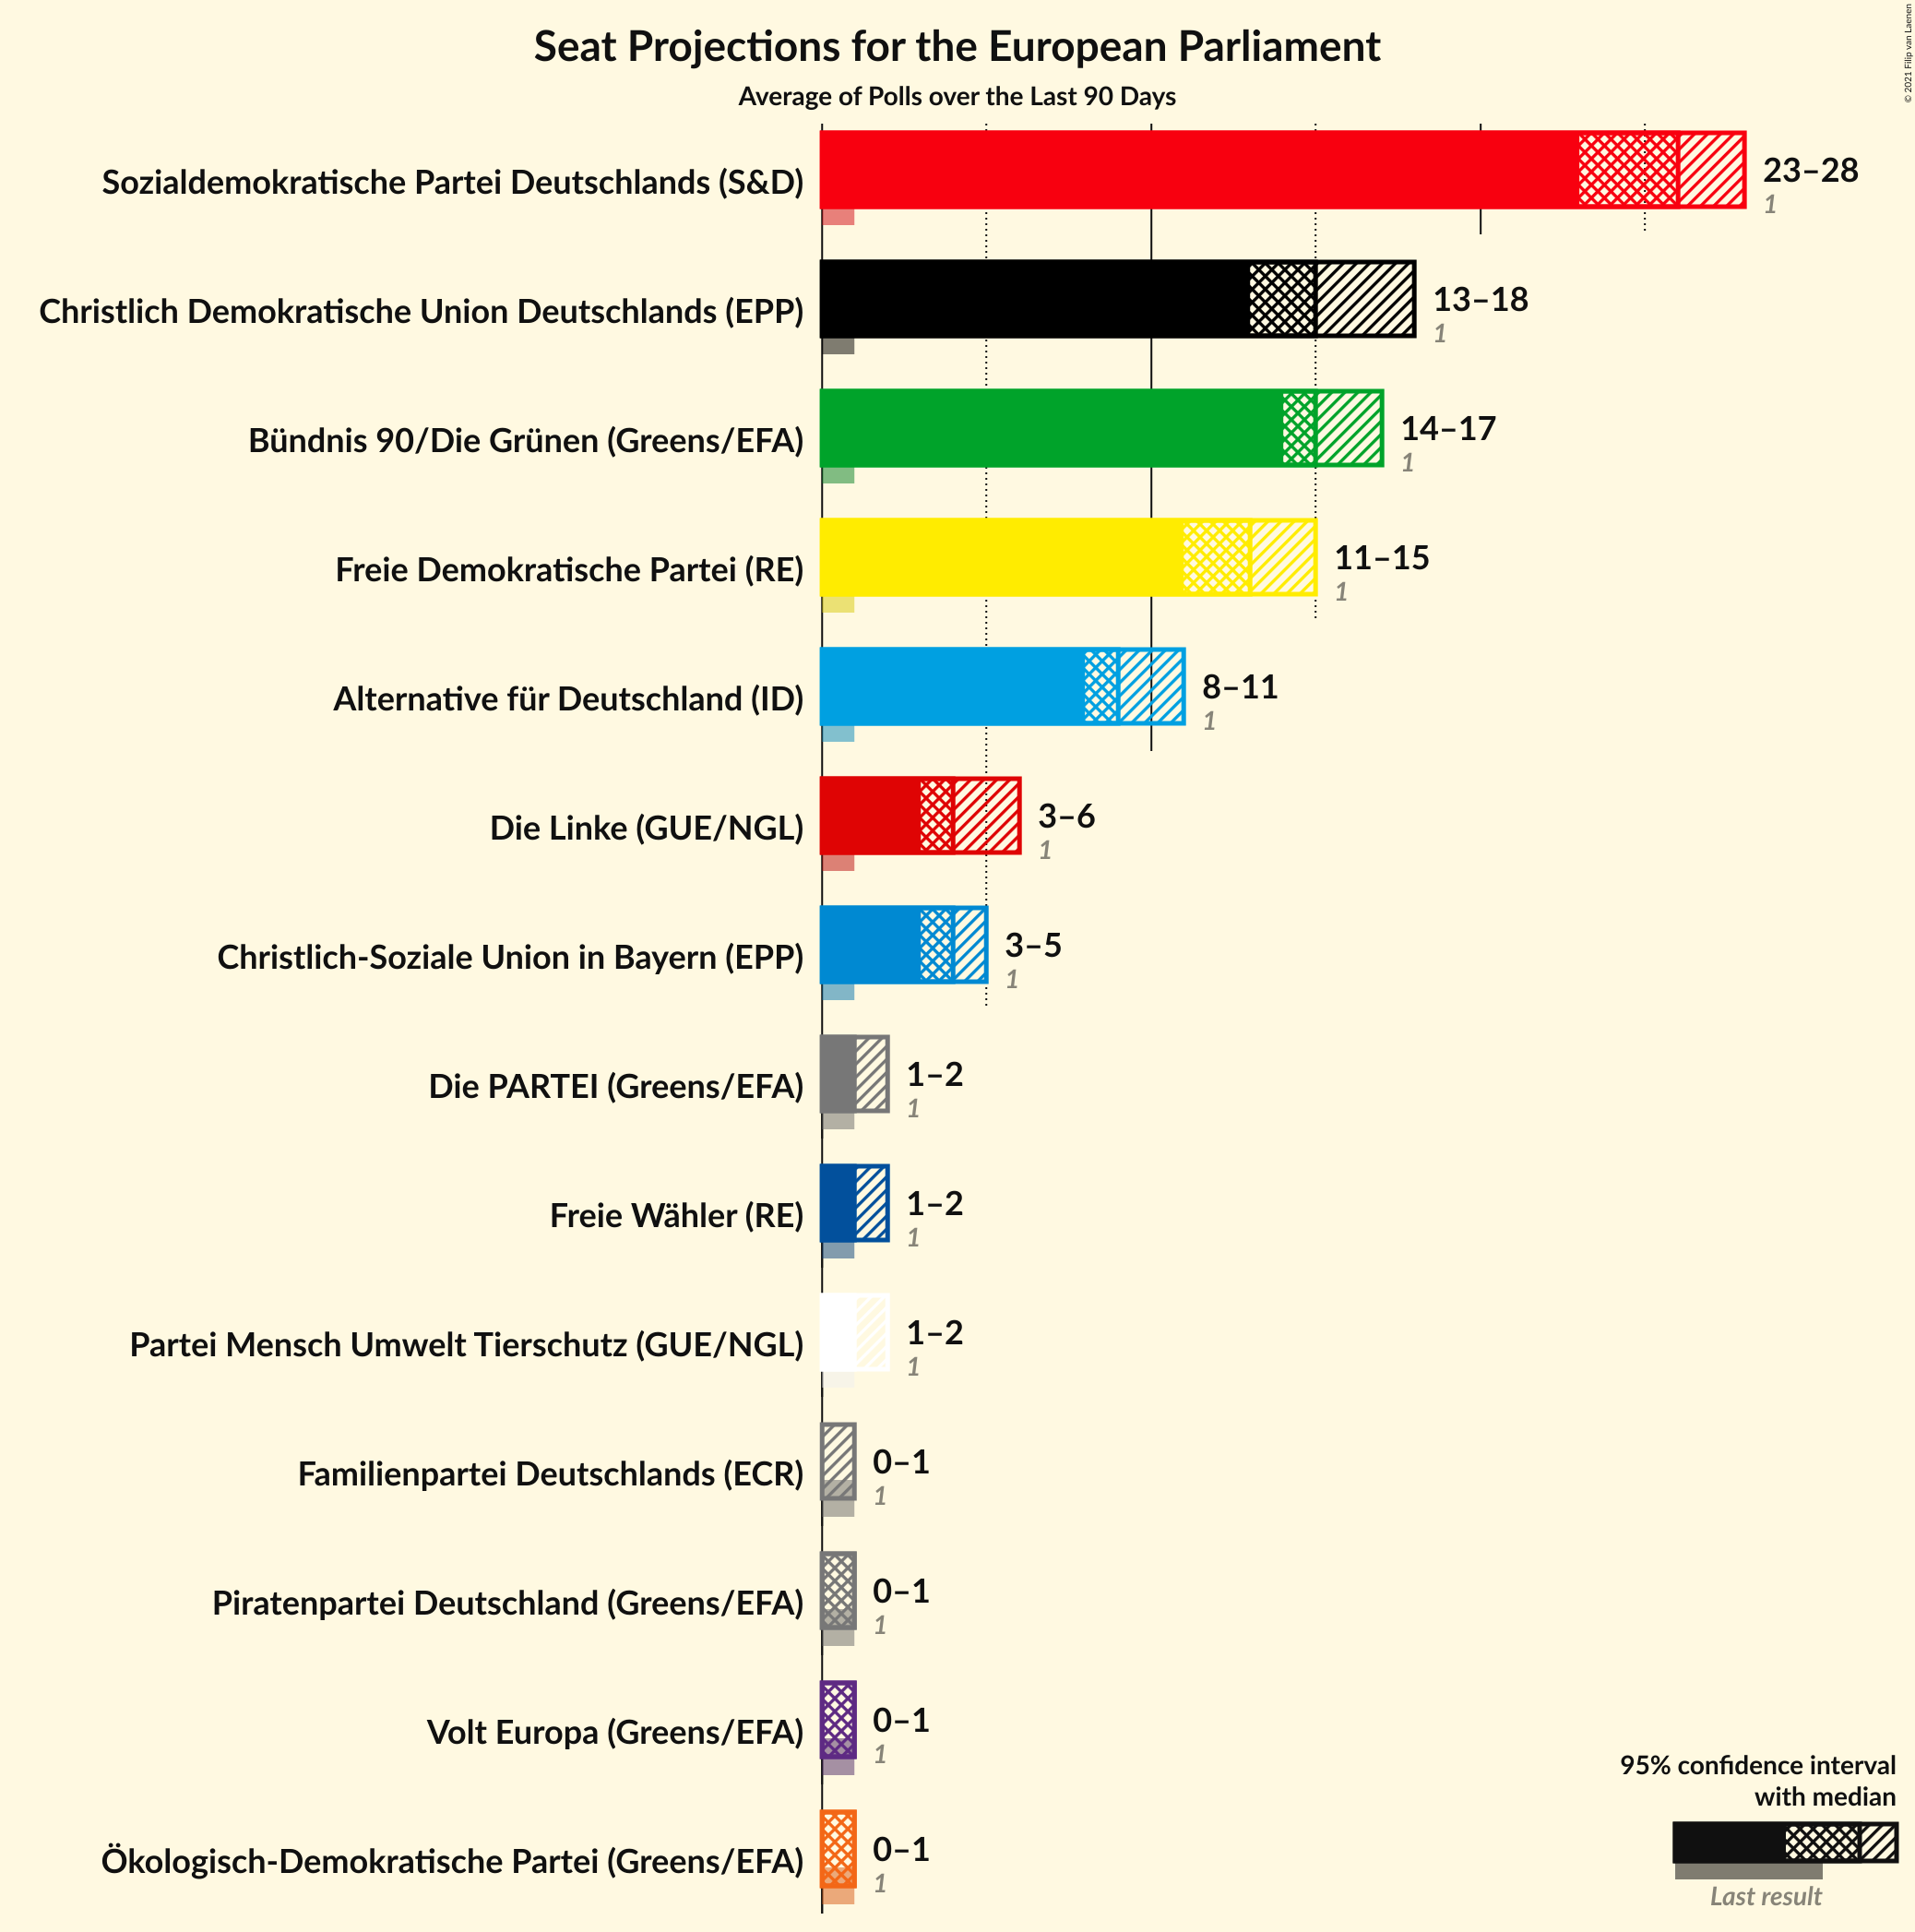 Seat Projections for the European Parliament
Average of Polls over the Last 90 Days
© 2021 Filip van Laenen
Sozialdemokratische Partei Deutschlands (S&D)
23–28
1
Christlich Demokratische Union Deutschlands (EPP)
13–18
1
Bündnis 90/Die Grünen (Greens/EFA)
14–17
1
Freie Demokratische Partei (RE)
11–15
1
Alternative für Deutschland (ID)
8–11
1
Die Linke (GUE/NGL)
3–6
1
Christlich-Soziale Union in Bayern (EPP)
3–5
1
Die PARTEI (Greens/EFA)
1–2
1
Freie Wähler (RE)
1–2
1
Partei Mensch Umwelt Tierschutz (GUE/NGL)
1–2
1
Familienpartei Deutschlands (ECR)
0–1
1
Piratenpartei Deutschland (Greens/EFA)
0–1
1
Volt Europa (Greens/EFA)
0–1
1
Ökologisch-Demokratische Partei (Greens/EFA)
0–1
1
95% confidence interval
with median
Last result